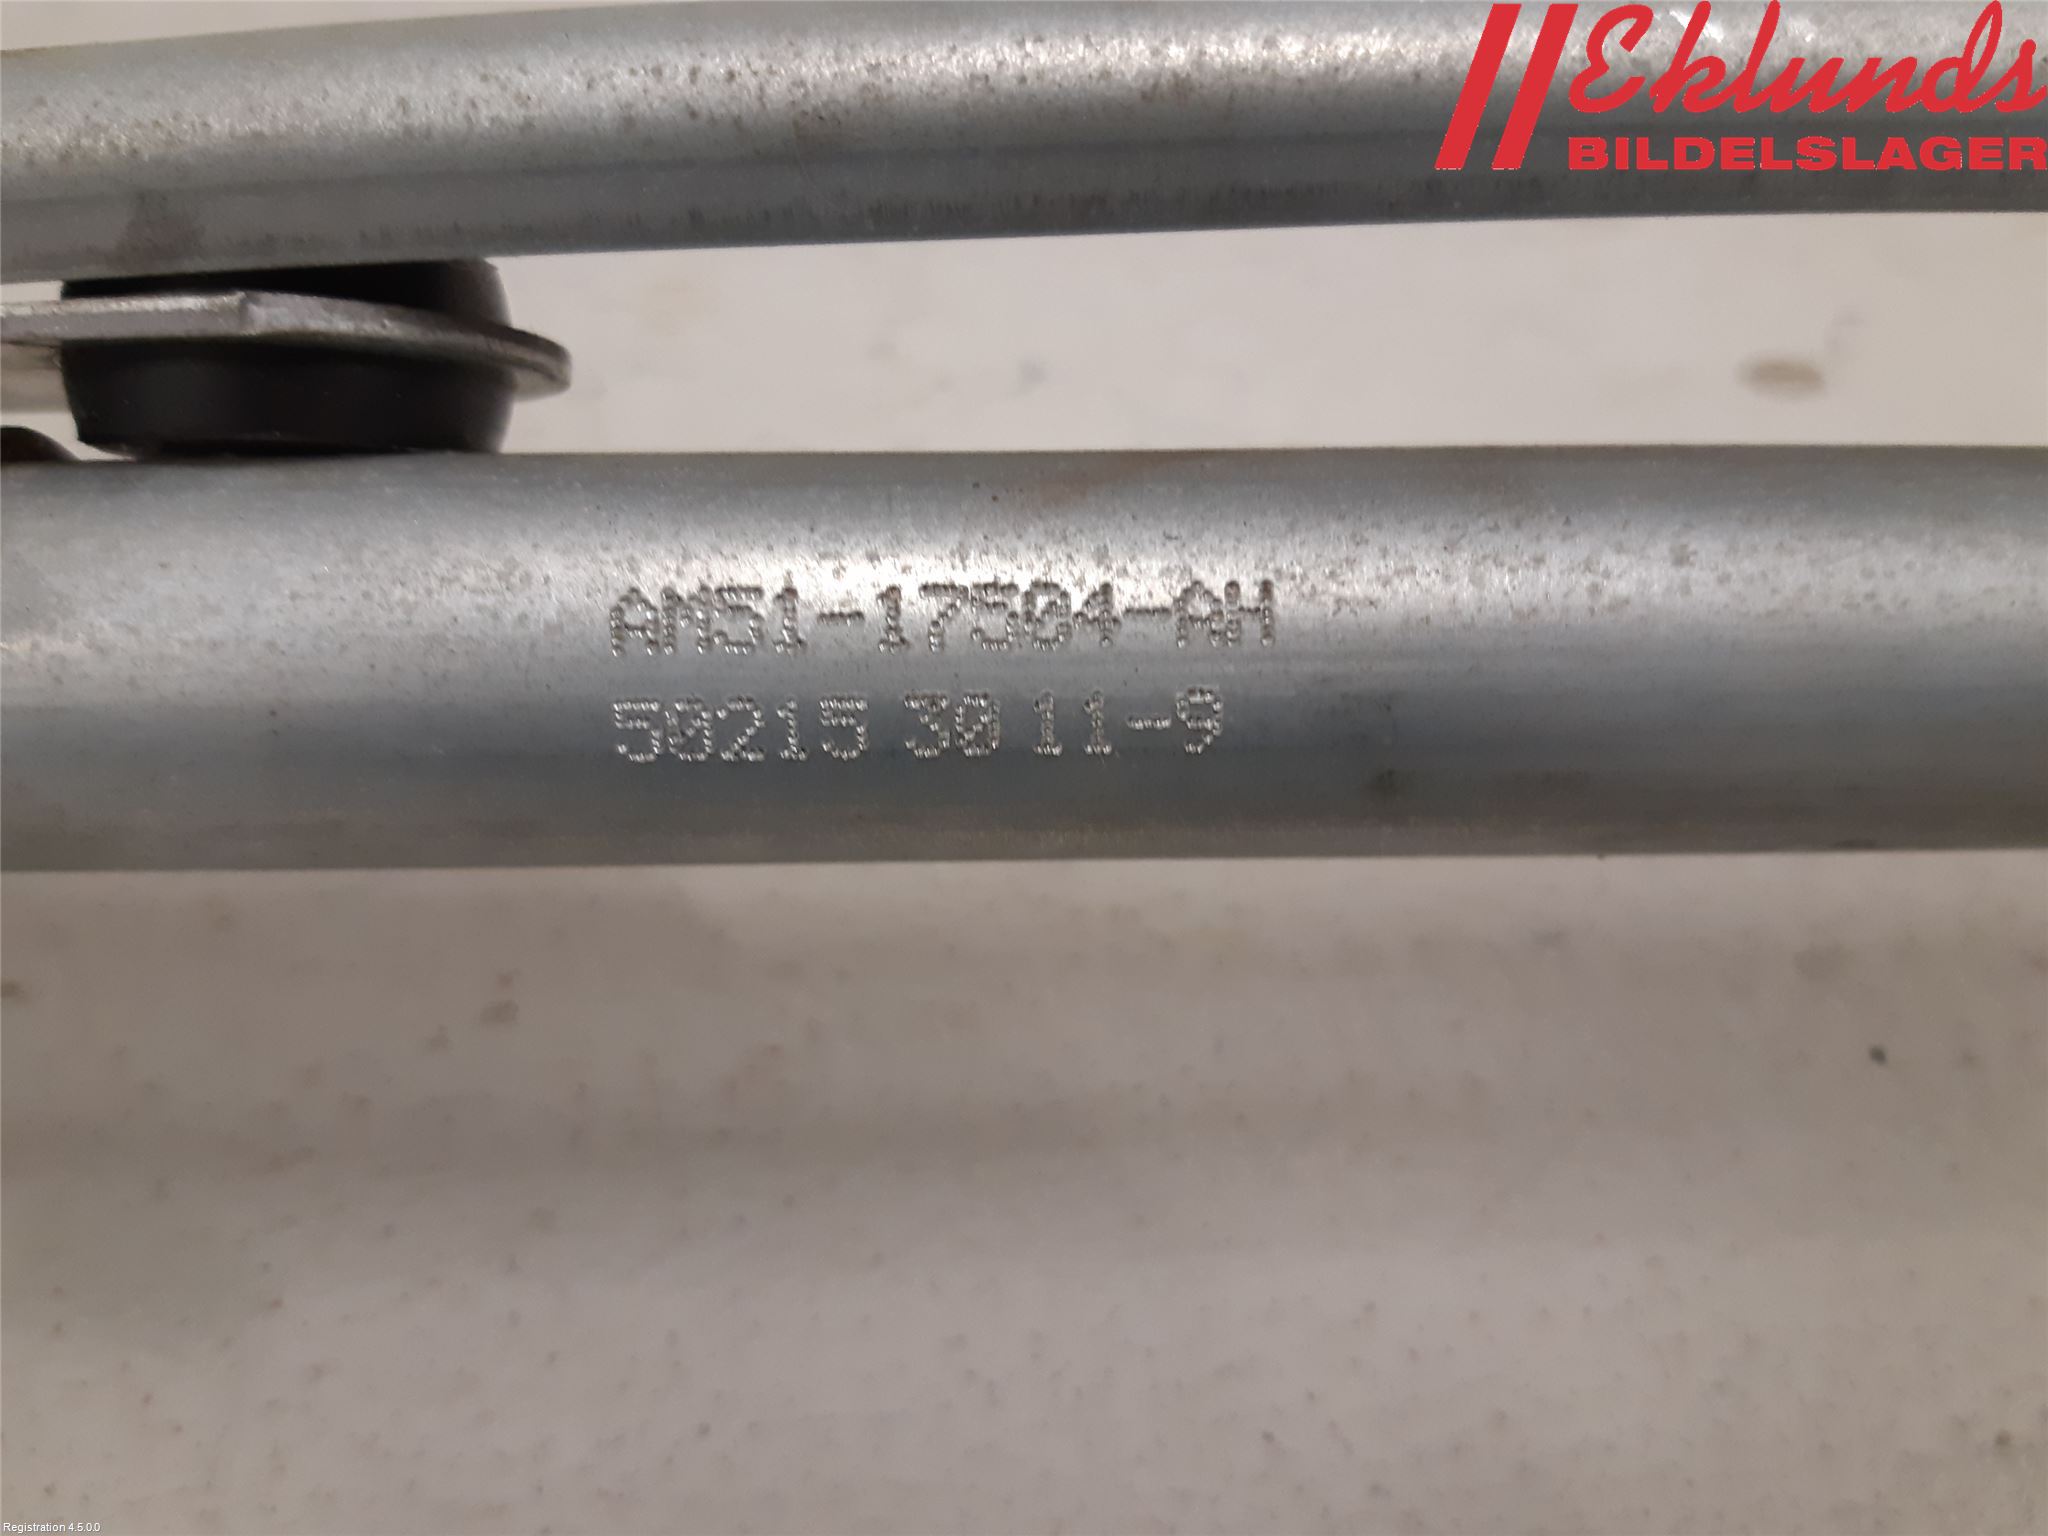 Eklunds
BILDELSLAGER
AM51-17504-AH
50215 30 11-9
Registration 4.5.0.0